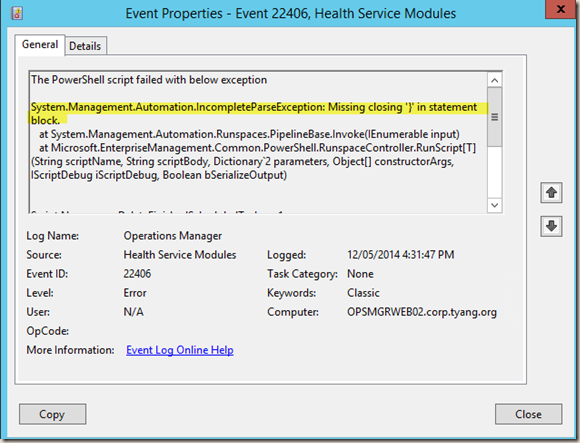 Event Properties - Event 22406, Health Service Modules
x
General
Details
The PowerShell script failed with below exception
System.Management.Automation.IncompleteParseException: Missing closing '}' in statement
block.
at System.Management.Automation.Runspaces.PipelineBase.Invoke(IEnumerable input)
at Microsoft.EnterpriseManagement.Common.PowerShell.RunspaceController.RunScript[T]
(String scriptName, String scriptBody, Dictionary`2 parameters, Object[] constructorArgs,
IScriptDebug iScriptDebug, Boolean bSerializeOutput)
Log Name: Operations Manager
Source: Health Service Modules Logged: 12/05/2014 4:31:47 PM
Event ID: 22406 Task Category: None
Level: Error Keywords: Classic
User: N/A Computer: OPSMGRWEB02.corp.tyang.org
OpCode:
More Information: Event Log Online Help
Copy
Close